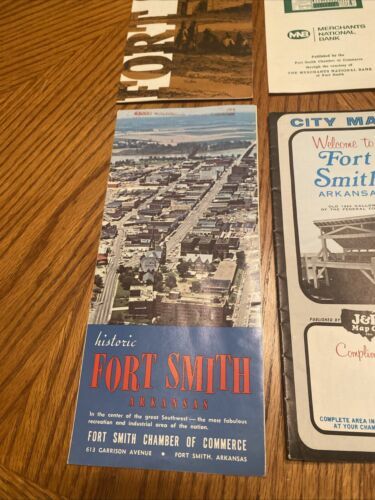 FORT
MNB
MERCHANTS
NATIONAL
BANK
Published by the
Fort Smith Chamber of Commerce
through the courtesy of
THE MERCHANTS NATIONAL BANK
of Fort Smith
historic
FORT SMITH
ARKANSAS
In the center of the great Southwest — the most fabulous
recreation and industrial area of the nation.
FORT SMITH CHAMBER OF COMMERCE
613 GARRISON AVENUE • FORT SMITH, ARKANSAS
CITY MA
Welcome to
Fort
Smith
ARKANSA
OLD 1886 GALLOW
OF THE FEDERAL CO
PUBLISHED BY
J&
Map C
Complim
COMPLETE AREA IN
AT YOUR CHAM